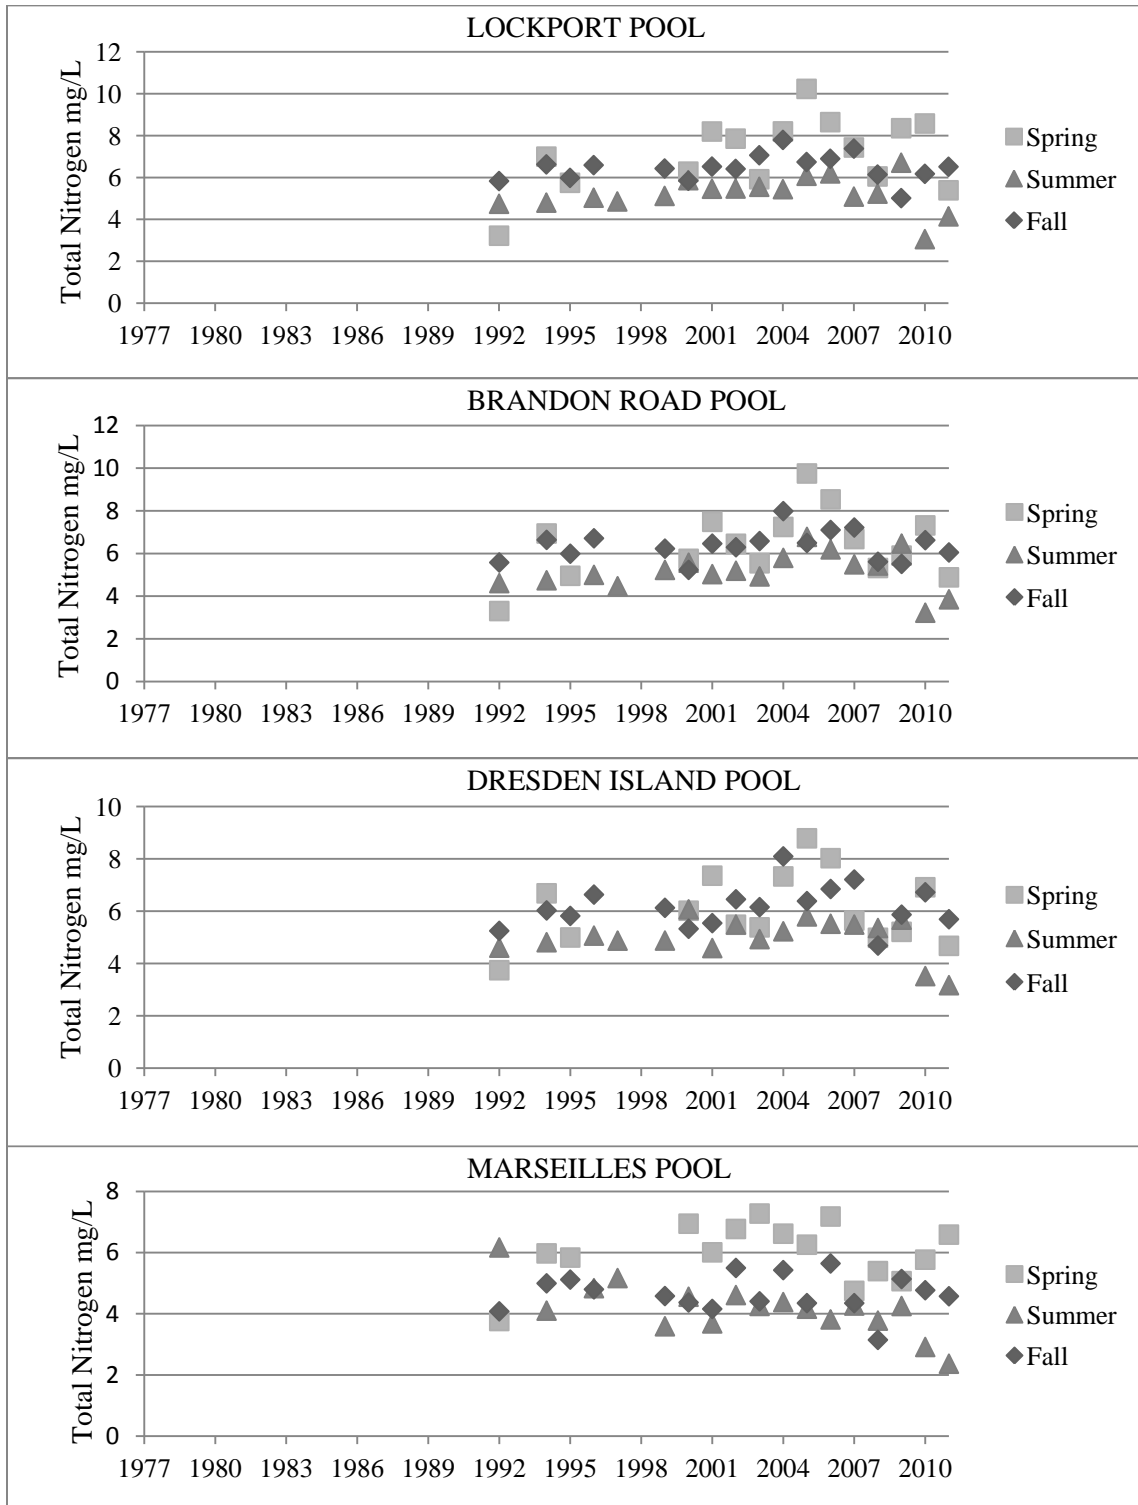 LOCKPORT POOL
Total Nitrogen mg/L
12
10
8
6
4
2
0
1977 1980 1983 1986 1989 1992 1995 1998 2001 2004 2007 2010
Spring
Summer
Fall
BRANDON ROAD POOL
Total Nitrogen mg/L
12
10
8
6
4
2
0
1977 1980 1983 1986 1989 1992 1995 1998 2001 2004 2007 2010
Spring
Summer
Fall
DRESDEN ISLAND POOL
Total Nitrogen mg/L
10
8
6
4
2
0
1977 1980 1983 1986 1989 1992 1995 1998 2001 2004 2007 2010
Spring
Summer
Fall
MARSEILLES POOL
Total Nitrogen mg/L
8
6
4
2
0
1977 1980 1983 1986 1989 1992 1995 1998 2001 2004 2007 2010
Spring
Summer
Fall